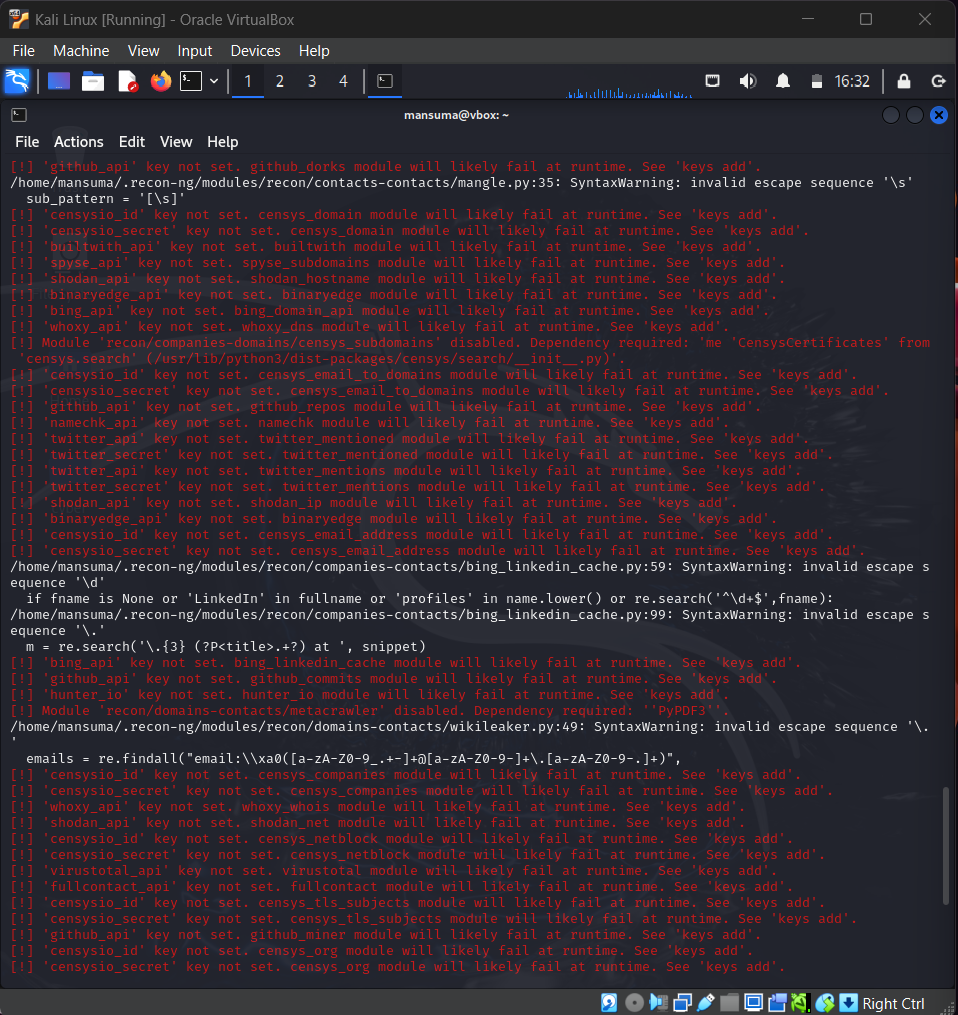 Kali Linux [Running] - Oracle VirtualBox
File Machine View Input Devices Help
1 2 3 4 16:32
mansuma@vbox: ~
File Actions Edit View Help
[!] 'github_api' key not set. github_dorks module will likely fail at runtime. See 'keys add'.
/home/mansuma/.recon-ng/modules/recon/contacts-contacts/mangle.py:35: SyntaxWarning: invalid escape sequence '\s'
  sub_pattern = '[\s]'
[!] 'censysio_id' key not set. censys_domain module will likely fail at runtime. See 'keys add'.
[!] 'censysio_secret' key not set. censys_domain module will likely fail at runtime. See 'keys add'.
[!] 'builtwith_api' key not set. builtwith module will likely fail at runtime. See 'keys add'.
[!] 'spyse_api' key not set. spyse_subdomains module will likely fail at runtime. See 'keys add'.
[!] 'shodan_api' key not set. shodan_hostname module will likely fail at runtime. See 'keys add'.
[!] 'binaryedge_api' key not set. binaryedge module will likely fail at runtime. See 'keys add'.
[!] 'bing_api' key not set. bing_domain_api module will likely fail at runtime. See 'keys add'.
[!] 'whoxy_api' key not set. whoxy_dns module will likely fail at runtime. See 'keys add'.
[!] Module 'recon/companies-domains/censys_subdomains' disabled. Dependency required: 'me 'CensysCertificates' from
 'censys.search' (/usr/lib/python3/dist-packages/censys/search/__init__.py)'.
[!] 'censysio_id' key not set. censys_email_to_domains module will likely fail at runtime. See 'keys add'.
[!] 'censysio_secret' key not set. censys_email_to_domains module will likely fail at runtime. See 'keys add'.
[!] 'github_api' key not set. github_repos module will likely fail at runtime. See 'keys add'.
[!] 'namechk_api' key not set. namechk module will likely fail at runtime. See 'keys add'.
[!] 'twitter_api' key not set. twitter_mentioned module will likely fail at runtime. See 'keys add'.
[!] 'twitter_secret' key not set. twitter_mentioned module will likely fail at runtime. See 'keys add'.
[!] 'twitter_api' key not set. twitter_mentions module will likely fail at runtime. See 'keys add'.
[!] 'twitter_secret' key not set. twitter_mentions module will likely fail at runtime. See 'keys add'.
[!] 'shodan_api' key not set. shodan_ip module will likely fail at runtime. See 'keys add'.
[!] 'binaryedge_api' key not set. binaryedge module will likely fail at runtime. See 'keys add'.
[!] 'censysio_id' key not set. censys_email_address module will likely fail at runtime. See 'keys add'.
[!] 'censysio_secret' key not set. censys_email_address module will likely fail at runtime. See 'keys add'.
/home/mansuma/.recon-ng/modules/recon/companies-contacts/bing_linkedin_cache.py:59: SyntaxWarning: invalid escape s
equence '\d'
  if fname is None or 'LinkedIn' in fullname or 'profiles' in name.lower() or re.search('^\d+$',fname):
/home/mansuma/.recon-ng/modules/recon/companies-contacts/bing_linkedin_cache.py:99: SyntaxWarning: invalid escape s
equence '\.'
  m = re.search('\.{3} (?P<title>.+?) at ', snippet)
[!] 'bing_api' key not set. bing_linkedin_cache module will likely fail at runtime. See 'keys add'.
[!] 'github_api' key not set. github_commits module will likely fail at runtime. See 'keys add'.
[!] 'hunter_io' key not set. hunter_io module will likely fail at runtime. See 'keys add'.
[!] Module 'recon/domains-contacts/metacrawler' disabled. Dependency required: ''PyPDF3''.
/home/mansuma/.recon-ng/modules/recon/domains-contacts/wikileaker.py:49: SyntaxWarning: invalid escape sequence '\.
'
  emails = re.findall("email:\\xa0([a-zA-Z0-9_.+-]+@[a-zA-Z0-9-]+\.[a-zA-Z0-9-.]+)",
[!] 'censysio_id' key not set. censys_companies module will likely fail at runtime. See 'keys add'.
[!] 'censysio_secret' key not set. censys_companies module will likely fail at runtime. See 'keys add'.
[!] 'whoxy_api' key not set. whoxy_whois module will likely fail at runtime. See 'keys add'.
[!] 'shodan_api' key not set. shodan_net module will likely fail at runtime. See 'keys add'.
[!] 'censysio_id' key not set. censys_netblock module will likely fail at runtime. See 'keys add'.
[!] 'censysio_secret' key not set. censys_netblock module will likely fail at runtime. See 'keys add'.
[!] 'virustotal_api' key not set. virustotal module will likely fail at runtime. See 'keys add'.
[!] 'fullcontact_api' key not set. fullcontact module will likely fail at runtime. See 'keys add'.
[!] 'censysio_id' key not set. censys_tls_subjects module will likely fail at runtime. See 'keys add'.
[!] 'censysio_secret' key not set. censys_tls_subjects module will likely fail at runtime. See 'keys add'.
[!] 'github_api' key not set. github_miner module will likely fail at runtime. See 'keys add'.
[!] 'censysio_id' key not set. censys_org module will likely fail at runtime. See 'keys add'.
[!] 'censysio_secret' key not set. censys_org module will likely fail at runtime. See 'keys add'.
Right Ctrl